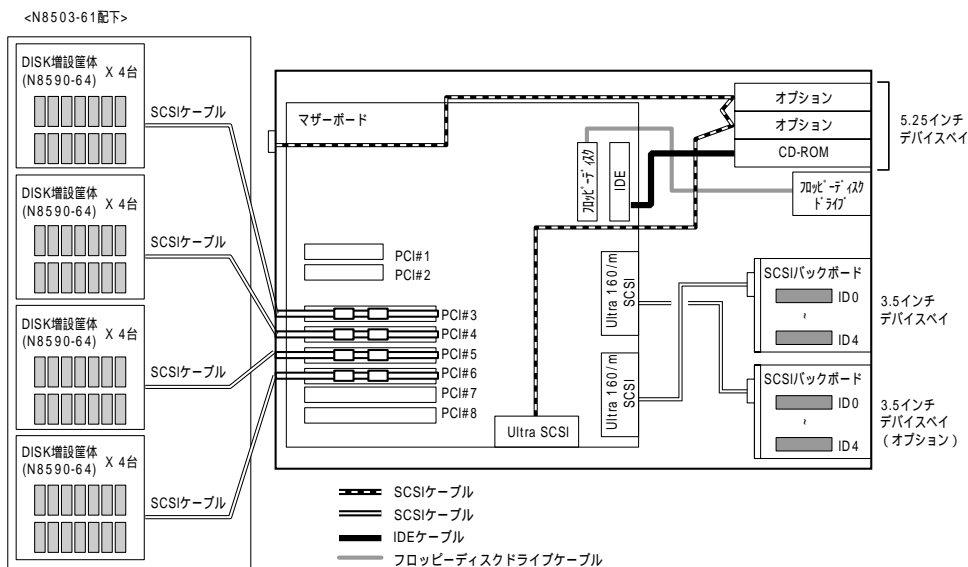 <N8503-61配下>
DISK増設筐体
(N8590-64) X 4台
SCSIケーブル
DISK増設筐体
(N8590-64) X 4台
SCSIケーブル
DISK増設筐体
(N8590-64) X 4台
SCSIケーブル
DISK増設筐体
(N8590-64) X 4台
SCSIケーブル
マザーボード
フロッピーディスク
IDE
オプション
オプション
CD-ROM
5.25インチ
デバイスベイ
フロッピーディスク
ドライブ
PCI#1
PCI#2
PCI#3
PCI#4
PCI#5
PCI#6
PCI#7
PCI#8
Ultra 160/m
SCSI
Ultra 160/m
SCSI
Ultra SCSI
SCSIバックボード
ID0
~
ID4
3.5インチ
デバイスベイ
SCSIバックボード
ID0
~
ID4
3.5インチ
デバイスベイ
(オプション)
SCSIケーブル
SCSIケーブル
IDEケーブル
フロッピーディスクドライブケーブル